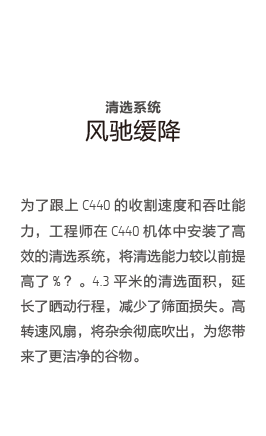 清选系统
风驰缓降
为了跟上 C440 的收割速度和吞吐能
力，工程师在 C440 机体中安装了高
效的清选系统，将清选能力较以前提
高了 %？ 。4.3 平米的清选面积，延
长了晒动行程，减少了筛面损失。高
转速风扇，将杂余彻底吹出，为您带
来了更洁净的谷物。